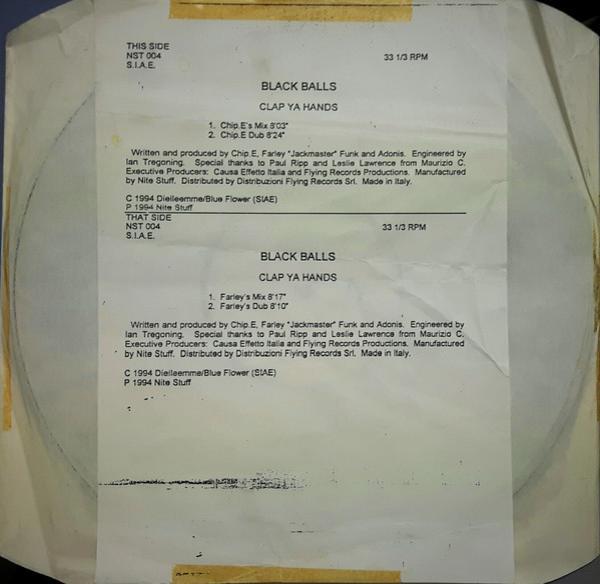 THIS SIDE
NST 004 33 1/3 RPM
S.I.A.E.
BLACK BALLS
CLAP YA HANDS
1. Chip.E's Mix 8'03"
2. Chip.E Dub 8'24"
Written and produced by Chip.E, Farley "Jackmaster" Funk and Adonis. Engineered by
Ian Tregoning. Special thanks to Paul Ripp and Leslie Lawrence from Maurizio C.
Executive Producers: Causa Effetto Italia and Flying Records Productions. Manufactured
by Nite Stuff. Distributed by Distribuzioni Flying Records Srl. Made in Italy.
C 1994 Dielleemme/Blue Flower (SIAE)
P 1994 Nite Stuff
THAT SIDE
NST 004 33 1/3 RPM
S.I.A.E.
BLACK BALLS
CLAP YA HANDS
1. Farley's Mix 8'17"
2. Farley's Dub 8'10"
Written and produced by Chip.E, Farley "Jackmaster" Funk and Adonis. Engineered by
Ian Tregoning. Special thanks to Paul Ripp and Leslie Lawrence from Maurizio C.
Executive Producers: Causa Effetto Italia and Flying Records Productions. Manufactured
by Nite Stuff. Distributed by Distribuzioni Flying Records Srl. Made in Italy.
C 1994 Dielleemme/Blue Flower (SIAE)
P 1994 Nite Stuff